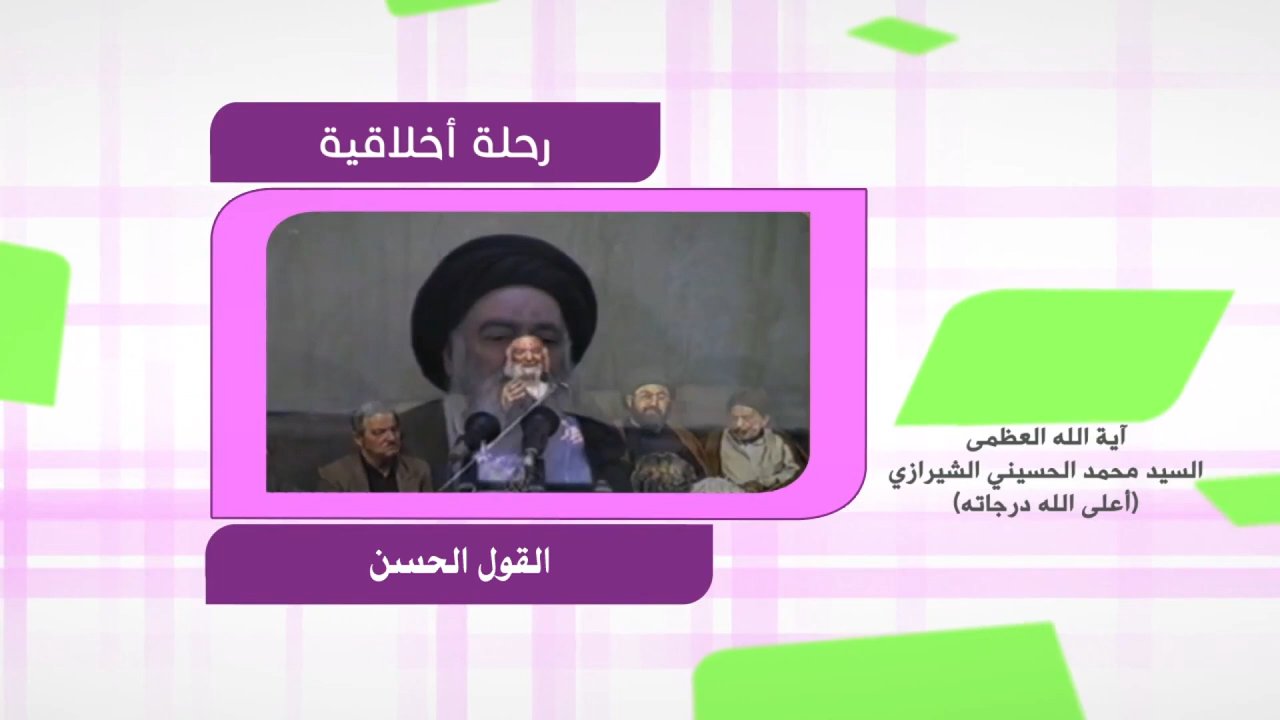 رحلة أخلاقية
آية الله العظمى
السيد محمد الحسيني الشيرازي
(أعلى الله درجاته)
القول الحسن